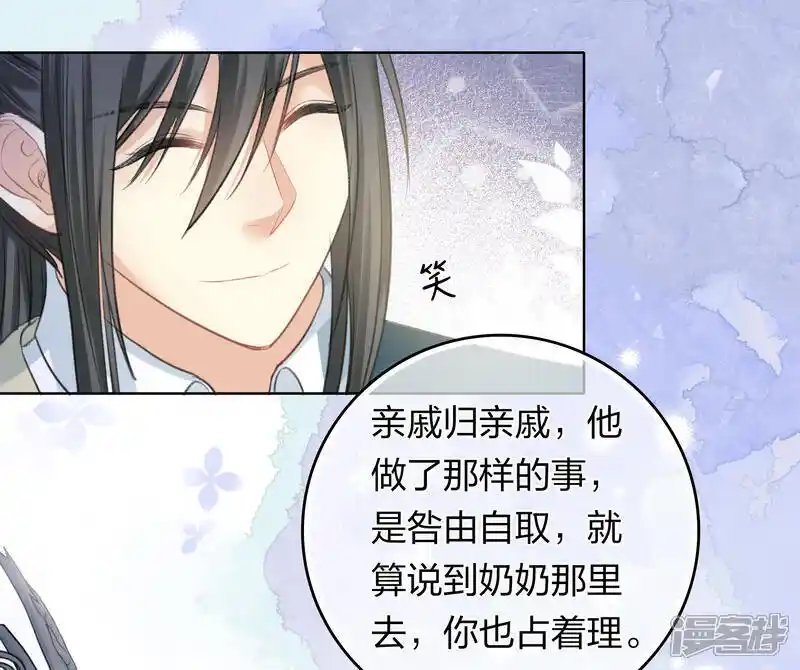 笑
亲戚归亲戚，他
做了那样的事，
是咎由自取，就
算说到奶奶那里
去，你也占着理。
漫客栈